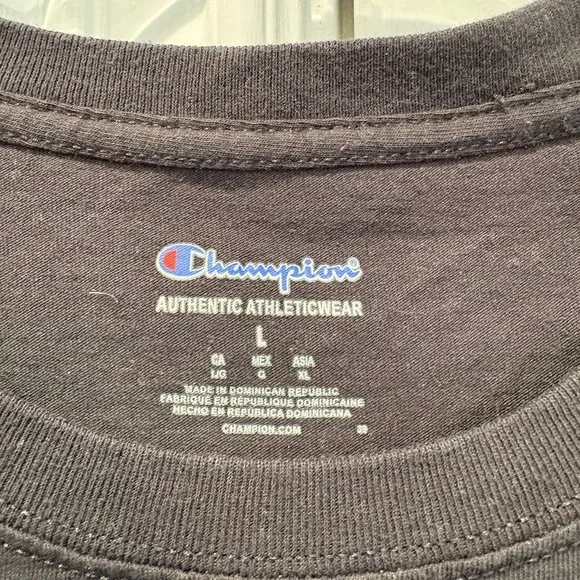 Champion®
AUTHENTIC ATHLETICWEAR
L
CA MEX ASIA
L/G G XL
MADE IN DOMINICAN REPUBLIC
FABRIQUÉ EN RÉPUBLIQUE DOMINICAINE
HECHO EN REPÚBLICA DOMINICANA
CHAMPION.COM